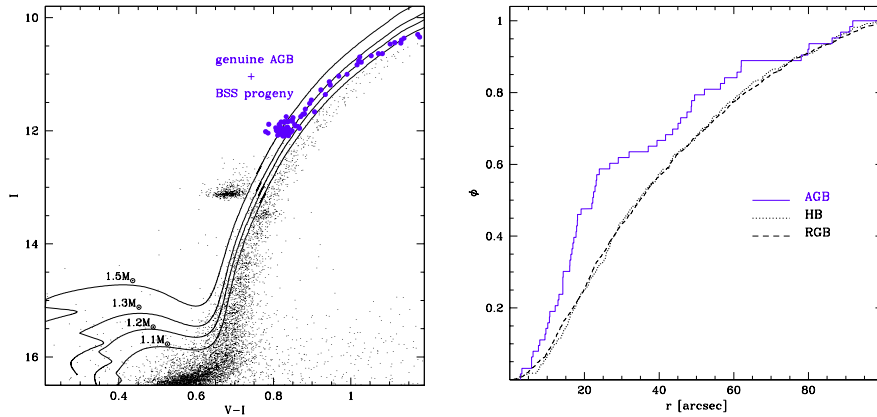 10
12
14
16
I
genuine AGB
+
BSS progeny
1.5M⊙
1.3M⊙
1.2M⊙
1.1M⊙
0.4
0.6
0.8
1
V-I
1
0.8
0.6
0.4
0.2
φ
AGB
HB
RGB
20
40
60
80
r [arcsec]